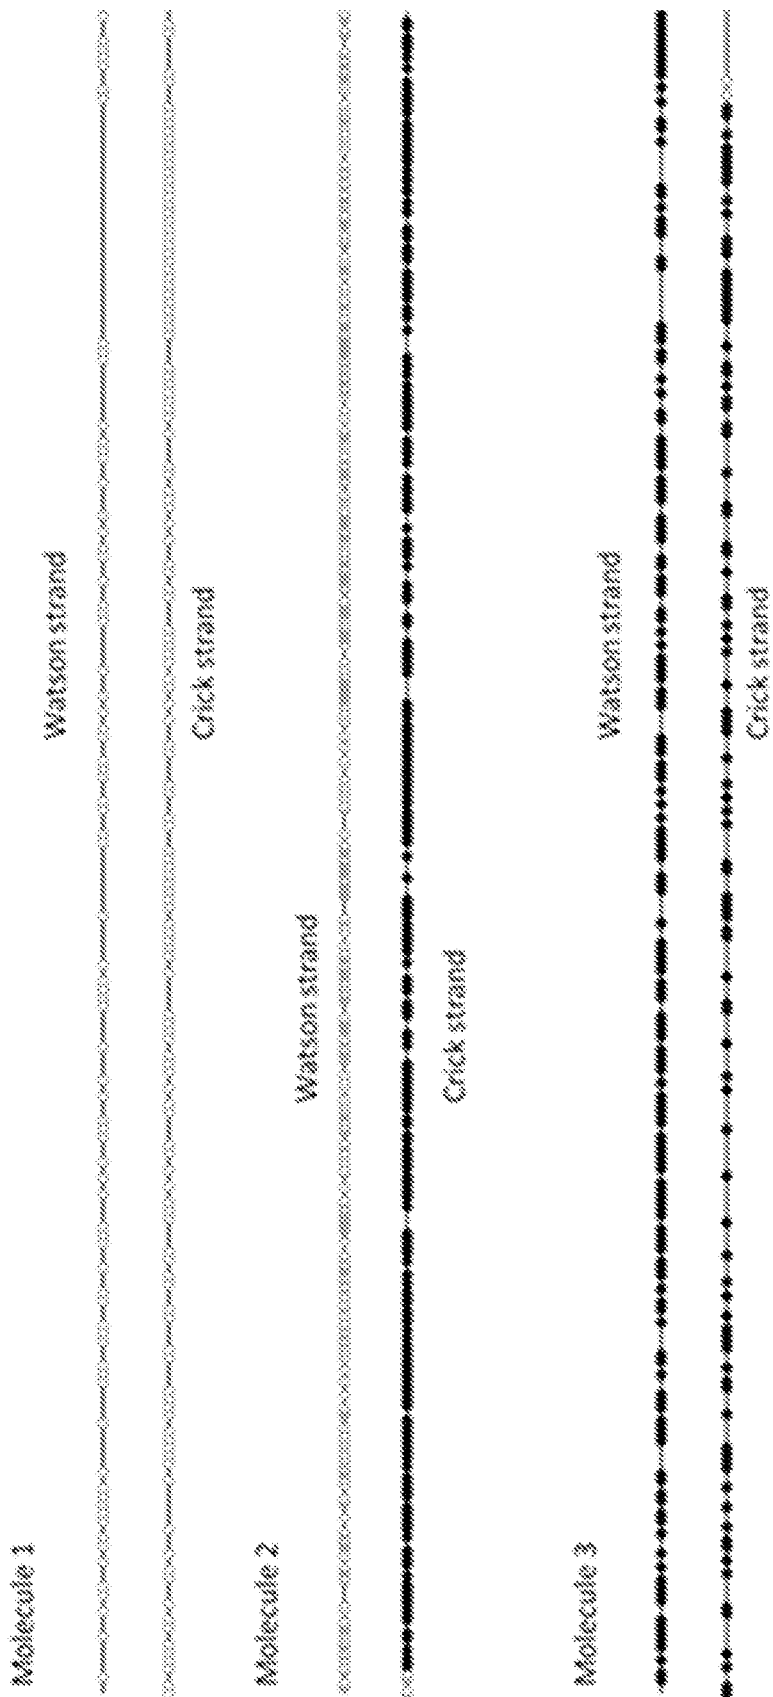 Molecule 1
Watson strand
Crick strand
Molecule 2
Watson strand
Crick strand
Molecule 3
Watson strand
Crick strand